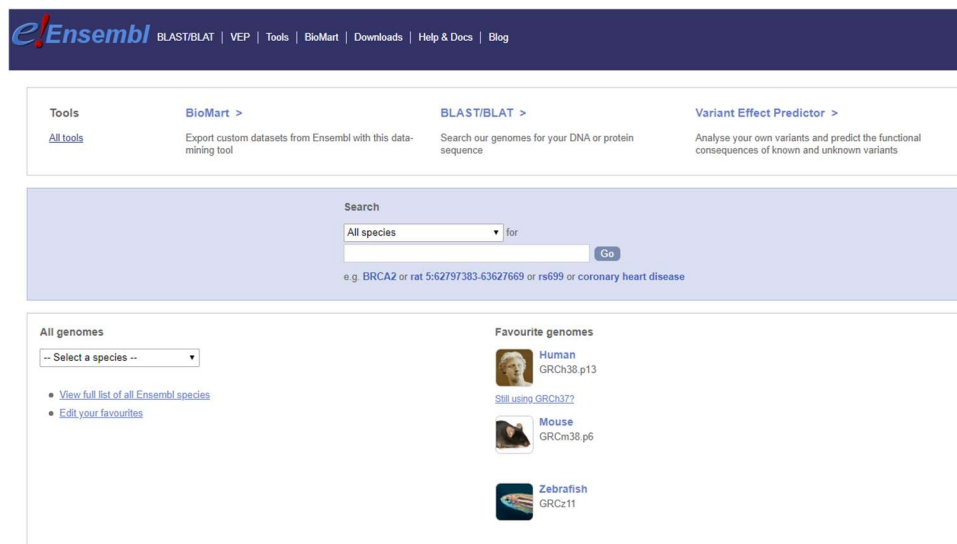 e!Ensembl BLAST/BLAT | VEP | Tools | BioMart | Downloads | Help & Docs | Blog
Tools
All tools
BioMart >
Export custom datasets from Ensembl with this data-
mining tool
BLAST/BLAT >
Search our genomes for your DNA or protein
sequence
Variant Effect Predictor >
Analyse your own variants and predict the functional
consequences of known and unknown variants
Search
All species for
Go
e.g. BRCA2 or rat 5:62797383-63627669 or rs699 or coronary heart disease
All genomes
-- Select a species --
View full list of all Ensembl species
Edit your favourites
Favourite genomes
Human
GRCh38.p13
Still using GRCh37?
Mouse
GRCm38.p6
Zebrafish
GRCz11